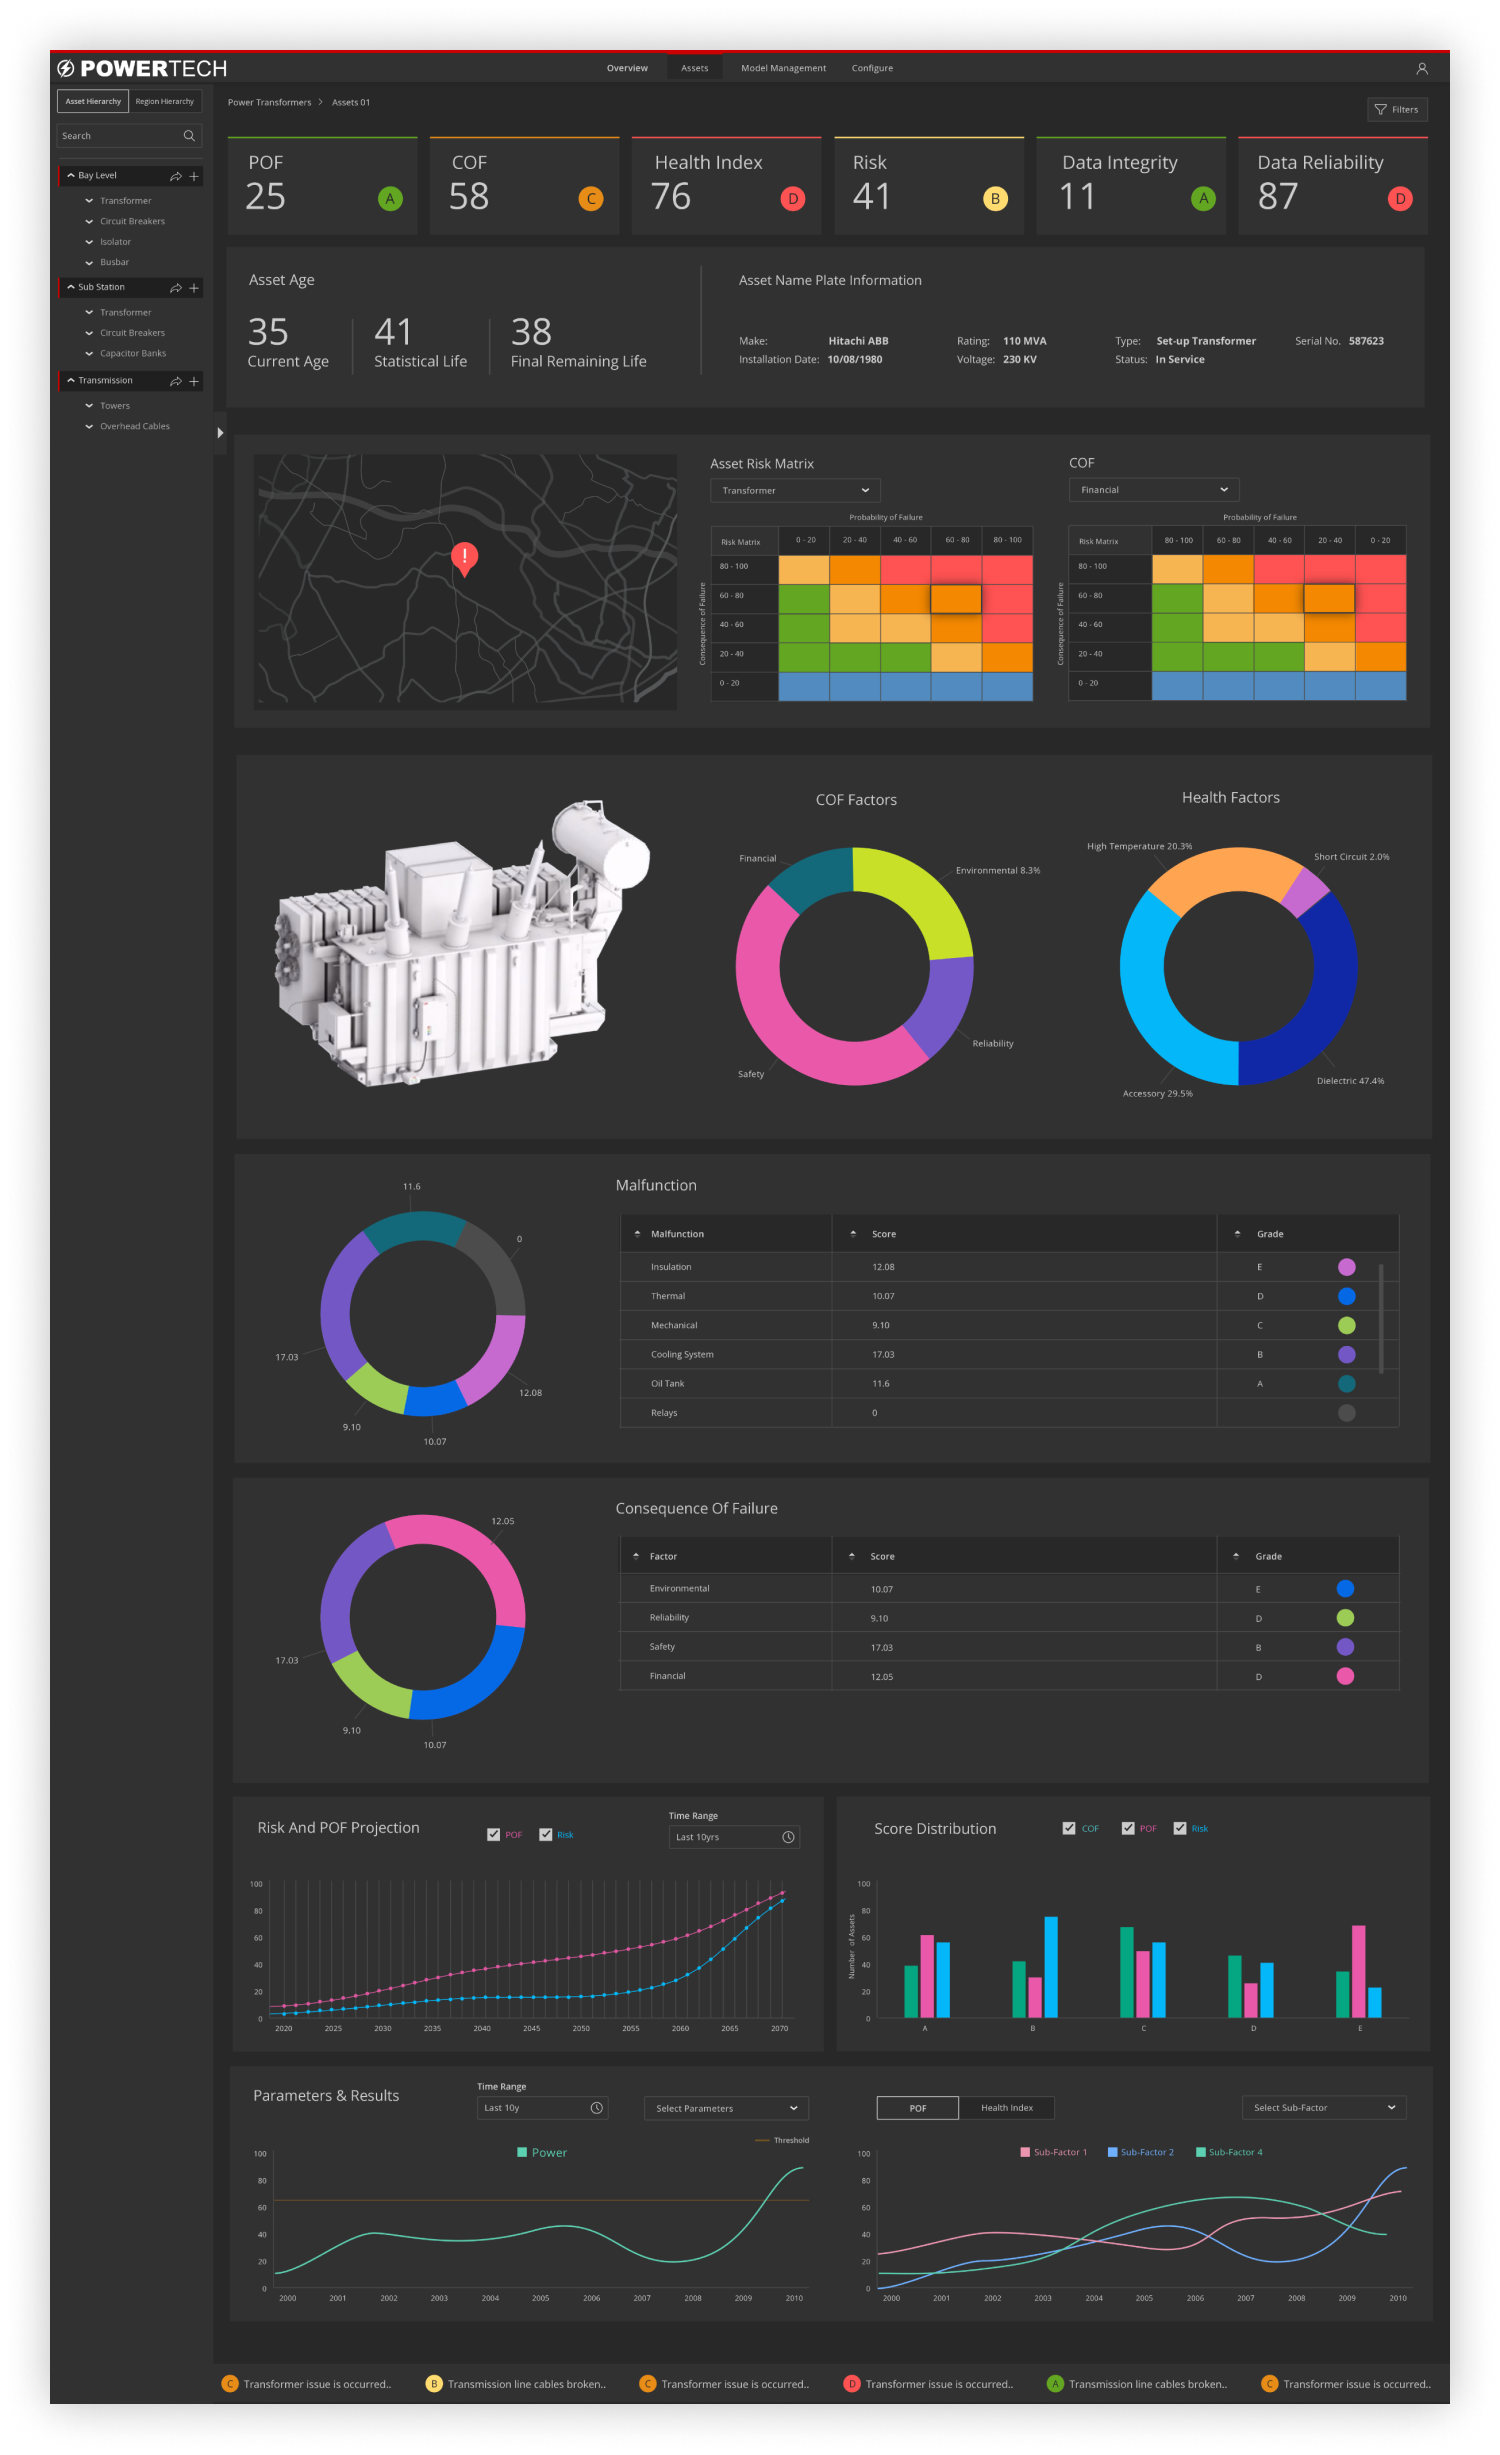 POWERTECH
Overview Assets Model Management Configure
Asset Hierarchy Region Hierarchy
Search
Bay Level
Transformer
Circuit Breakers
Isolator
Busbar
Sub Station
Transformer
Circuit Breakers
Capacitor Banks
Transmission
Towers
Overhead Cables
Power Transformers > Assets 01
Filters
POF
25 A
COF
58 C
Health Index
76 D
Risk
41 B
Data Integrity
11 A
Data Reliability
87 D
Asset Age
35
Current Age
41
Statistical Life
38
Final Remaining Life
Asset Name Plate Information
Make: Hitachi ABB Rating: 110 MVA Type: Set-up Transformer Serial No. 587623
Installation Date: 10/08/1980 Voltage: 230 KV Status: In Service
!
Asset Risk Matrix
Transformer
Probability of Failure
Consequence of Failure
Risk Matrix 0 - 20 20 - 40 40 - 60 60 - 80 80 - 100
80 - 100
60 - 80
40 - 60
20 - 40
0 - 20
COF
Financial
Probability of Failure
Consequence of Failure
Risk Matrix 80 - 100 60 - 80 40 - 60 20 - 40 0 - 20
80 - 100
60 - 80
40 - 60
20 - 40
0 - 20
COF Factors
Financial
Environmental 8.3%
Reliability
Safety
Health Factors
High Temperature 20.3%
Short Circuit 2.0%
Dielectric 47.4%
Accessory 29.5%
11.6
0
17.03
12.08
9.10
10.07
Malfunction
Malfunction Score Grade
Insulation 12.08 E
Thermal 10.07 D
Mechanical 9.10 C
Cooling System 17.03 B
Oil Tank 11.6 A
Relays 0
12.05
17.03
9.10
10.07
Consequence Of Failure
Factor Score Grade
Environmental 10.07 E
Reliability 9.10 D
Safety 17.03 B
Financial 12.05 D
Risk And POF Projection
POF Risk
Time Range
Last 10yrs
100
80
60
40
20
0
2020 2025 2030 2035 2040 2045 2050 2055 2060 2065 2070
Score Distribution
COF POF Risk
Number of Assets
100
80
60
40
20
0
A B C D E
Parameters & Results
Time Range
Last 10y
Select Parameters
Threshold
Power
100
80
60
40
20
0
2000 2001 2002 2003 2004 2005 2006 2007 2008 2009 2010
POF Health Index
Select Sub-Factor
Sub-Factor 1 Sub-Factor 2 Sub-Factor 4
100
80
60
40
20
0
2000 2001 2002 2003 2004 2005 2006 2007 2008 2009 2010
C Transformer issue is occurred..
B Transmission line cables broken..
C Transformer issue is occurred..
D Transformer issue is occurred..
A Transmission line cables broken..
C Transformer issue is occurred..